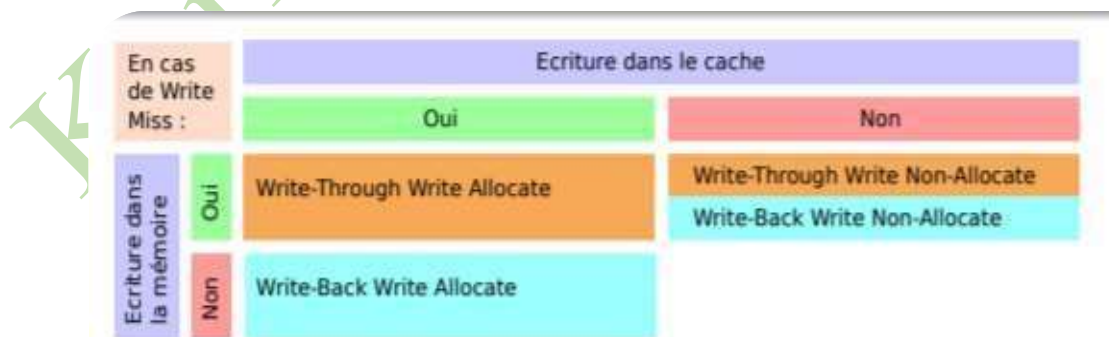 En cas
de Write
Miss :
Ecriture dans le cache
Oui
Non
Ecriture dans
la mémoire
Oui
Write-Through Write Allocate
Write-Through Write Non-Allocate
Write-Back Write Non-Allocate
Non
Write-Back Write Allocate